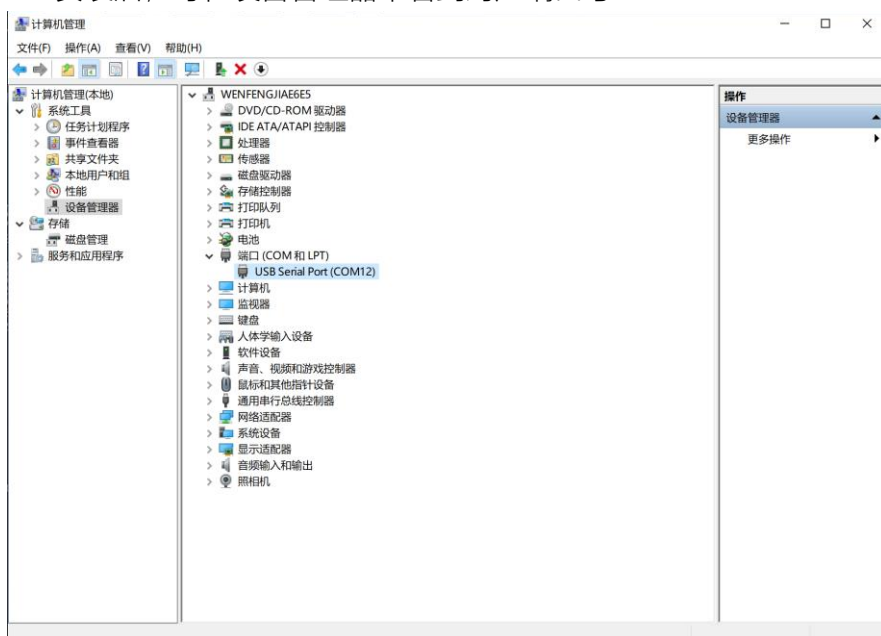 计算机管理
文件(F) 操作(A) 查看(V) 帮助(H)
计算机管理(本地)
系统工具
任务计划程序
事件查看器
共享文件夹
本地用户和组
性能
设备管理器
存储
磁盘管理
服务和应用程序
WENFENGJIAE6E5
DVD/CD-ROM 驱动器
IDE ATA/ATAPI 控制器
处理器
传感器
磁盘驱动器
存储控制器
打印队列
打印机
电池
端口 (COM 和 LPT)
USB Serial Port (COM12)
计算机
监视器
键盘
人体学输入设备
软件设备
声音、视频和游戏控制器
鼠标和其他指针设备
通用串行总线控制器
网络适配器
系统设备
显示适配器
音频输入和输出
照相机
操作
设备管理器
更多操作